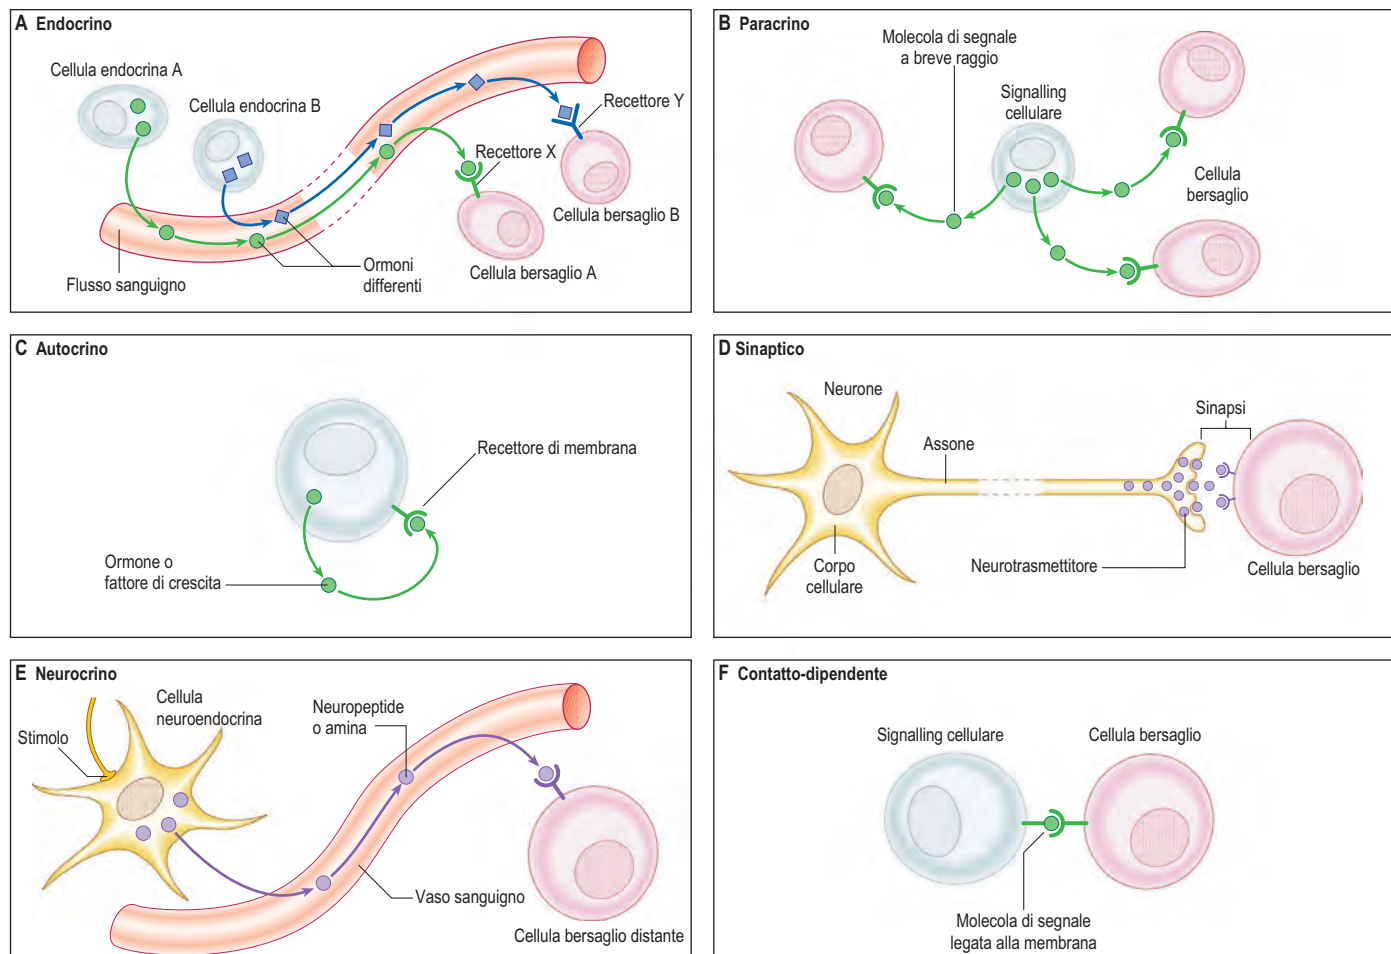 A Endocrino
Cellula endocrina A
Cellula endocrina B
Recettore Y
Recettore X
Cellula bersaglio B
Cellula bersaglio A
Ormoni
differenti
Flusso sanguigno
B Paracrino
Molecola di segnale
a breve raggio
Signalling
cellulare
Cellula
bersaglio
C Autocrino
Recettore di membrana
Ormone o
fattore di crescita
D Sinaptico
Neurone
Sinapsi
Assone
Corpo
cellulare
Neurotrasmettitore
Cellula bersaglio
E Neurocrino
Cellula
neuroendocrina
Stimolo
Neuropeptide
o amina
Vaso sanguigno
Cellula bersaglio distante
F Contatto-dipendente
Signalling cellulare
Cellula bersaglio
Molecola di segnale
legata alla membrana